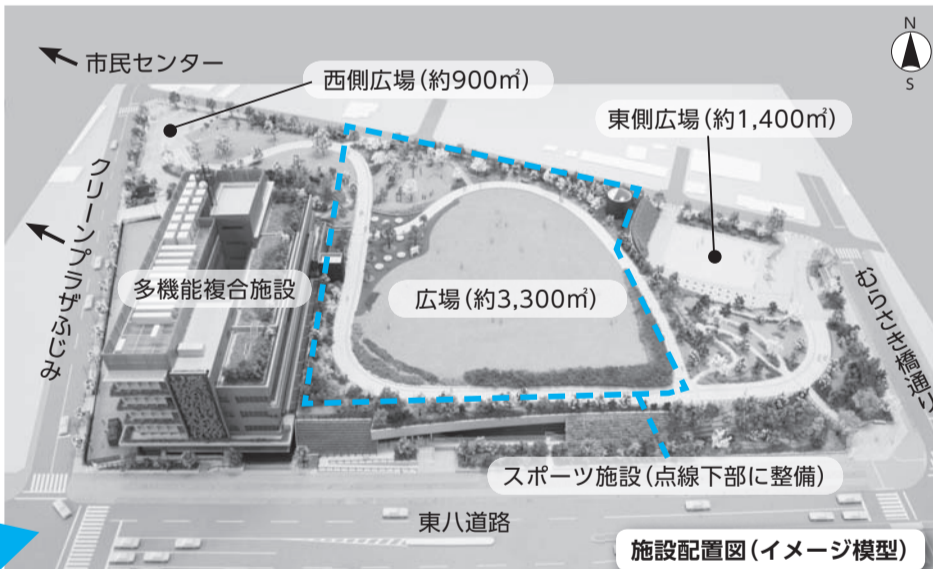 N
S
市民センター
西側広場(約900㎡)
東側広場(約1,400㎡)
クリーンプラザふじみ
多機能複合施設
広場(約3,300㎡)
むらさき橋通り
スポーツ施設(点線下部に整備)
東八道路
施設配置図(イメージ模型)